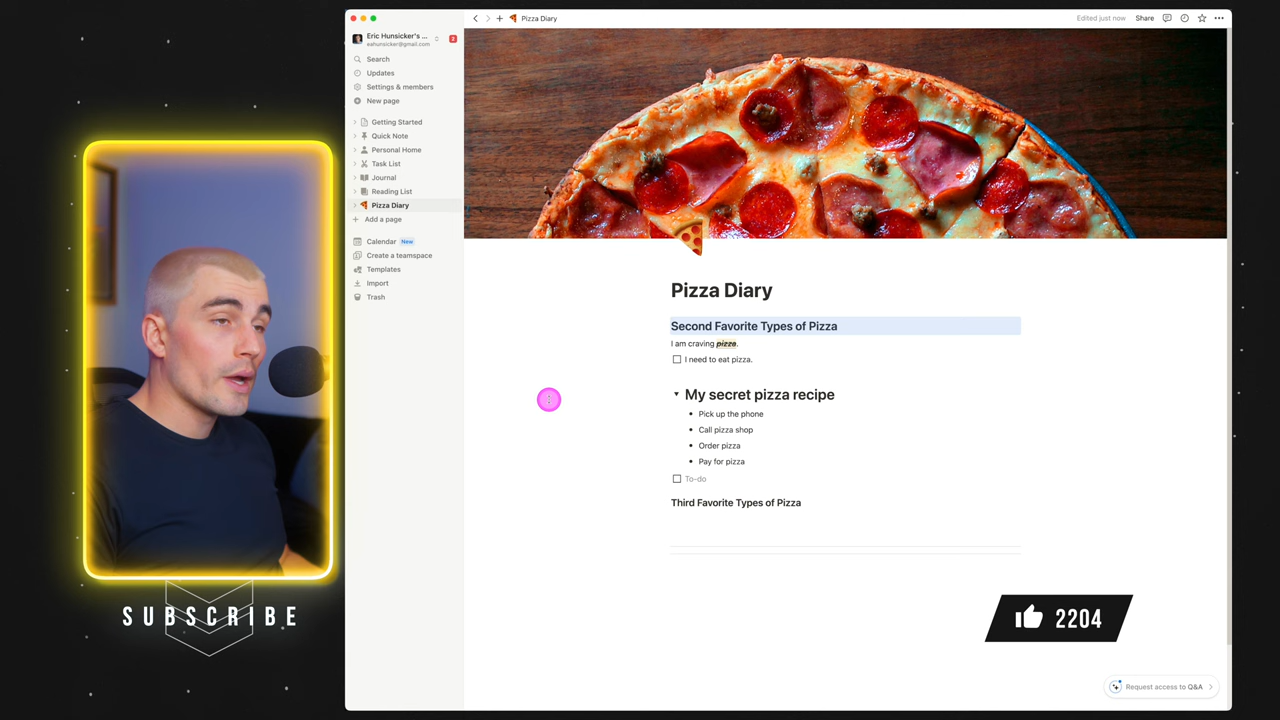 Pizza Diary
Edited just now
Share
Eric Hunsicker's ...
eahunsicker@gmail.com
2
Search
Updates
Settings & members
New page
Getting Started
Quick Note
Personal Home
Task List
Journal
Reading List
Pizza Diary
Add a page
Calendar New
Create a teamspace
Templates
Import
Trash
Pizza Diary
Second Favorite Types of Pizza
I am craving pizza.
I need to eat pizza.
My secret pizza recipe
Pick up the phone
Call pizza shop
Order pizza
Pay for pizza
To-do
Third Favorite Types of Pizza
SUBSCRIBE
2204
Request access to Q&A